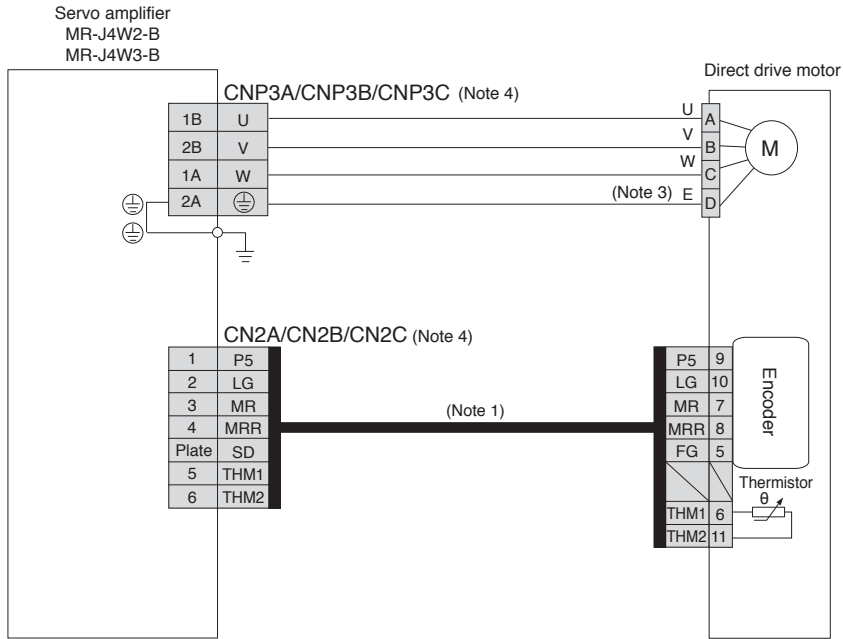 Servo amplifier
MR-J4W2-B
MR-J4W3-B
Direct drive motor
CNP3A/CNP3B/CNP3C (Note 4)
1B U
2B V
1A W
2A
U A
V B
W C
(Note 3) E D
M
CN2A/CN2B/CN2C (Note 4)
1 P5
2 LG
3 MR
4 MRR
Plate SD
5 THM1
6 THM2
(Note 1)
P5 9
LG 10
MR 7
MRR 8
FG 5
THM1 6
THM2 11
Encoder
Thermistor
θ